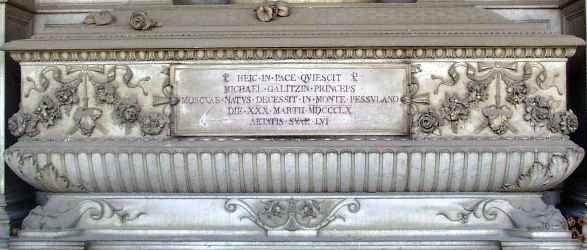 HEIC·IN·PACE·QVIESCIT
MICHAEL·GALITZIN·PRINCEPS
MOSCVAE·NATVS·DECESSIT·IN·MONTE·PESSVLANO
DIE·XXX·MARTII·MDCCCLX
AETATIS·SVAE·LVI